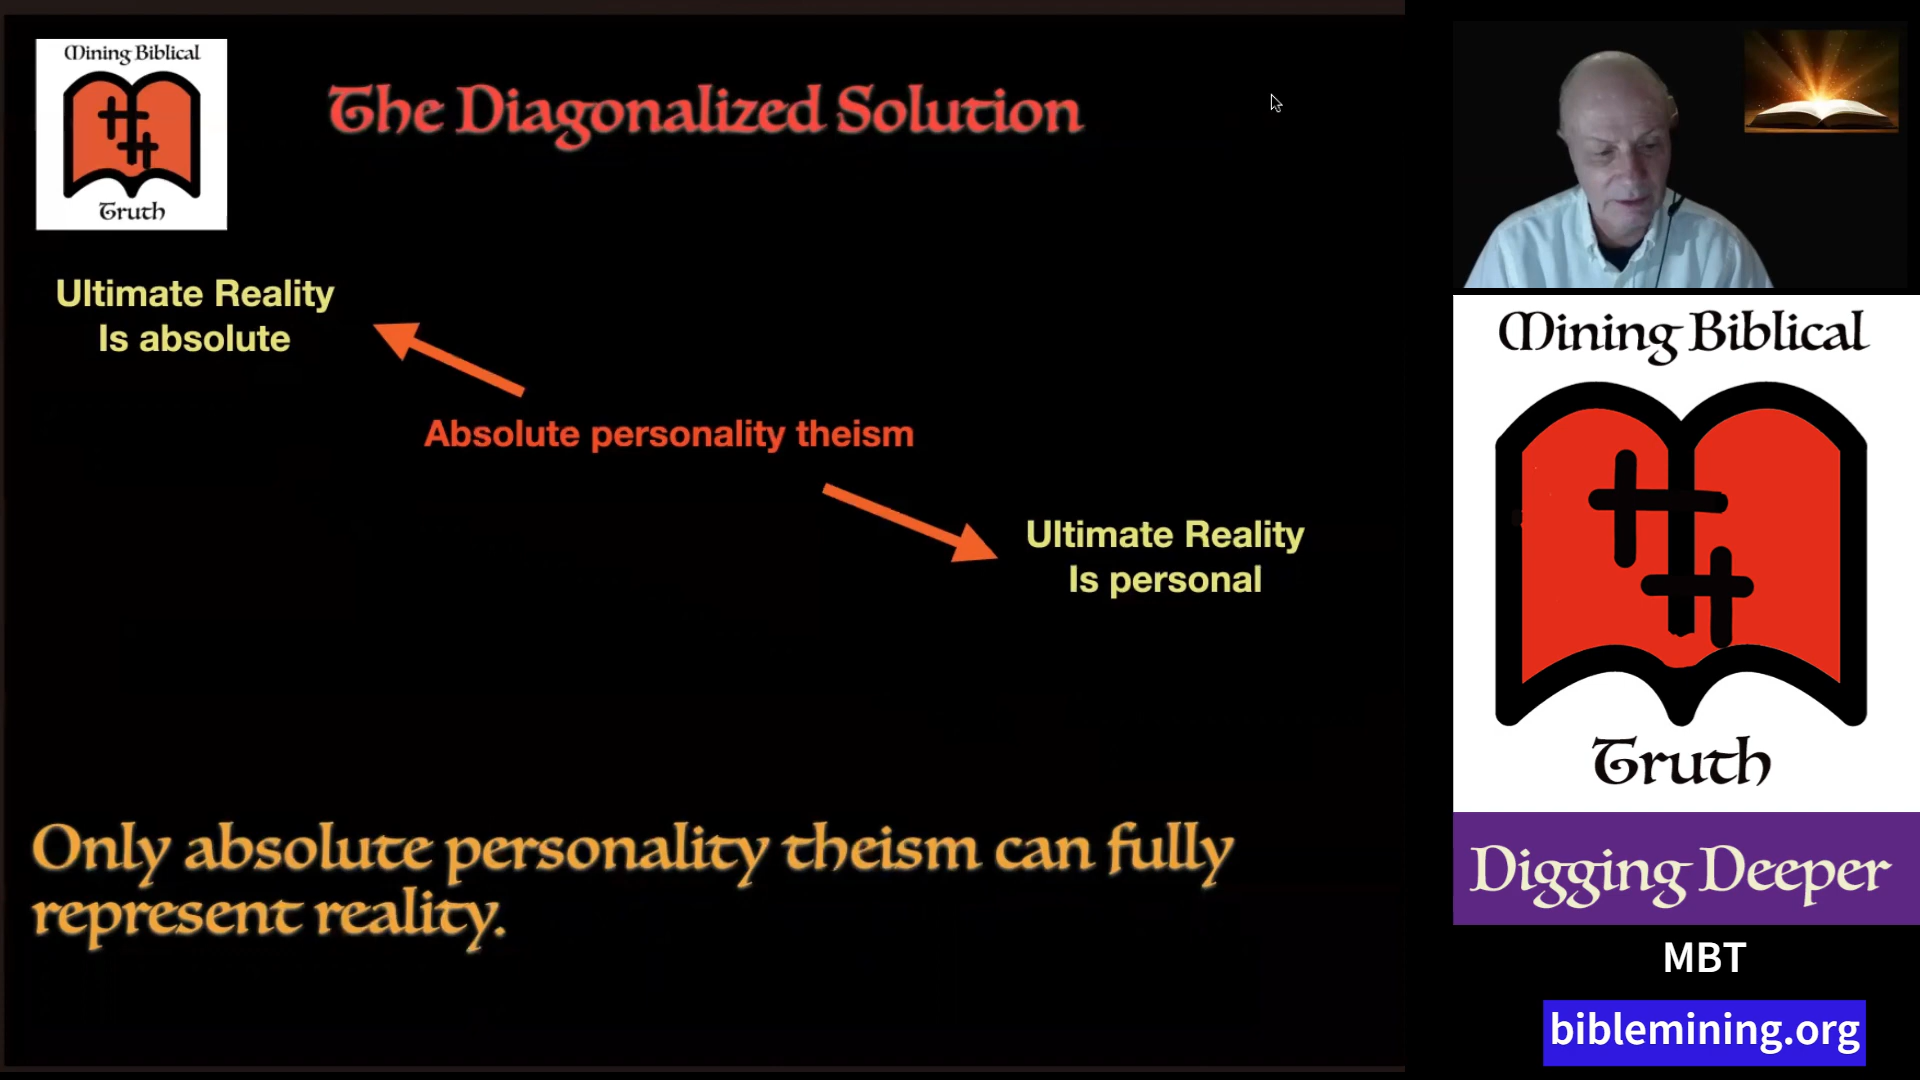 Mining Biblical
Truth
The Diagonalized Solution
Ultimate Reality
Is absolute
Absolute personality theism
Ultimate Reality
Is personal
Only absolute personality theism can fully
represent reality.
Mining Biblical
Truth
Digging Deeper
MBT
biblemining.org